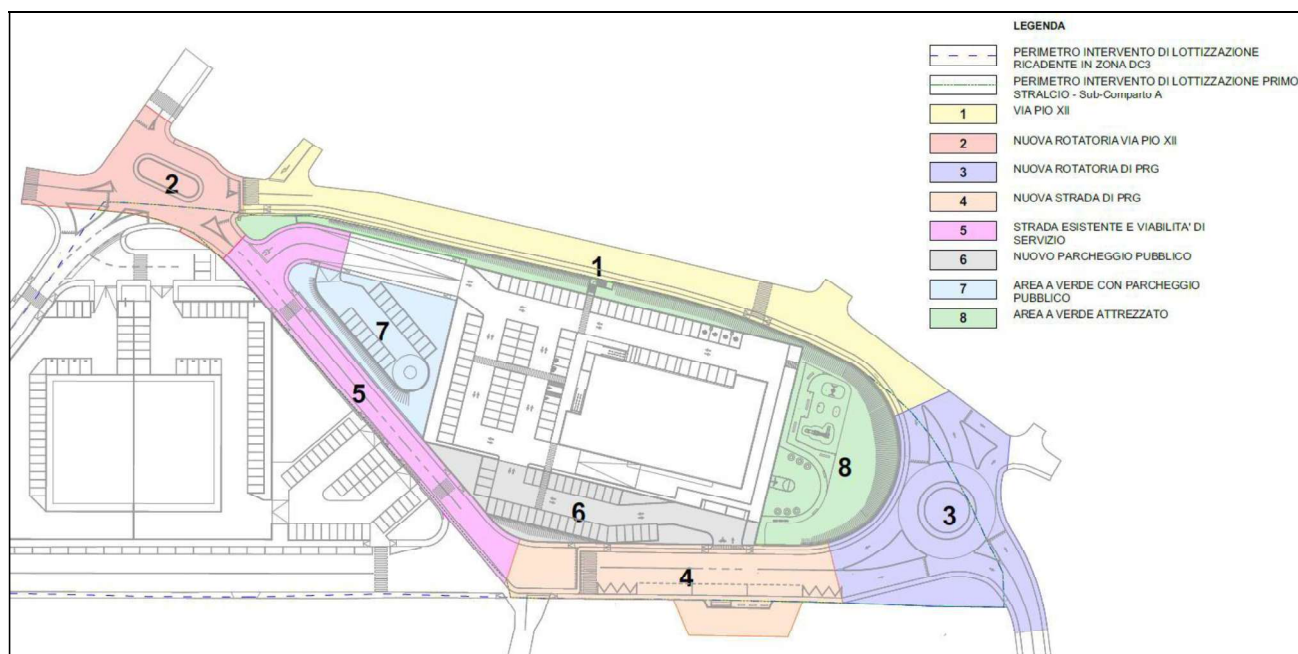 LEGENDA
PERIMETRO INTERVENTO DI LOTTIZZAZIONE
RICADENTE IN ZONA DC3
PERIMETRO INTERVENTO DI LOTTIZZAZIONE PRIMO
STRALCIO - Sub-Comparto A
1 VIA PIO XII
2 NUOVA ROTATORIA VIA PIO XII
3 NUOVA ROTATORIA DI PRG
4 NUOVA STRADA DI PRG
5 STRADA ESISTENTE E VIABILITA' DI
SERVIZIO
6 NUOVO PARCHEGGIO PUBBLICO
7 AREA A VERDE CON PARCHEGGIO
PUBBLICO
8 AREA A VERDE ATTREZZATO
2
1
7
5
8
6
3
4